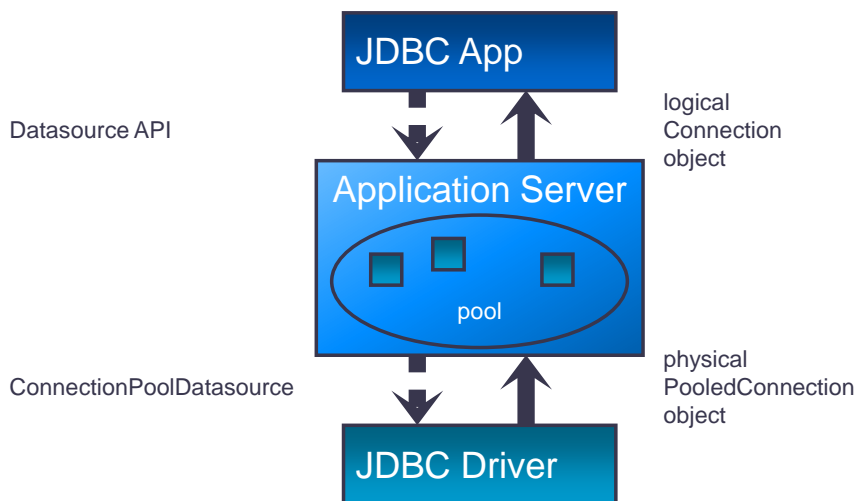 JDBC App
Datasource API
logical
Connection
object
Application Server
pool
ConnectionPoolDatasource
physical
PooledConnection
object
JDBC Driver